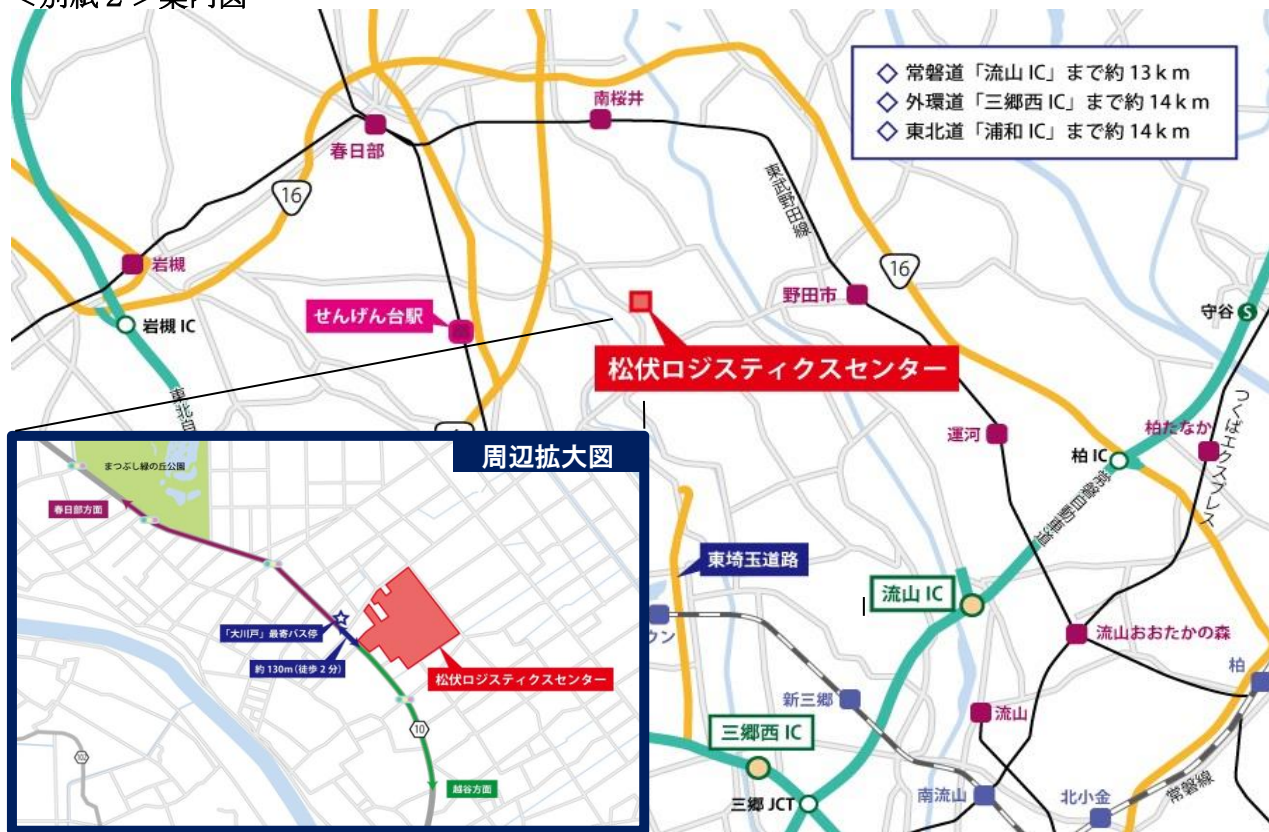 <別紙2>案内図
◇ 常磐道「流山 IC」まで約 13ｋｍ
◇ 外環道「三郷西 IC」まで約 14ｋｍ
◇ 東北道「浦和 IC」まで約 14ｋｍ
南桜井
春日部
16
東武野田線
岩槻
16
野田市
守谷
S
せんげん台駅
岩槻 IC
松伏ロジスティクスセンター
東北自
運河
柏たなか
つくばエクスプレス
柏 IC
常磐自動車道
周辺拡大図
まつぶし緑の丘公園
春日部方面
「大川戸」最寄バス停
約 130m（徒歩 2 分）
松伏ロジスティクスセンター
10
102
越谷方面
東埼玉道路
流山 IC
ウン
流山おおたかの森
柏
新三郷
流山
三郷西 IC
三郷 JCT
南流山
北小金
常磐線